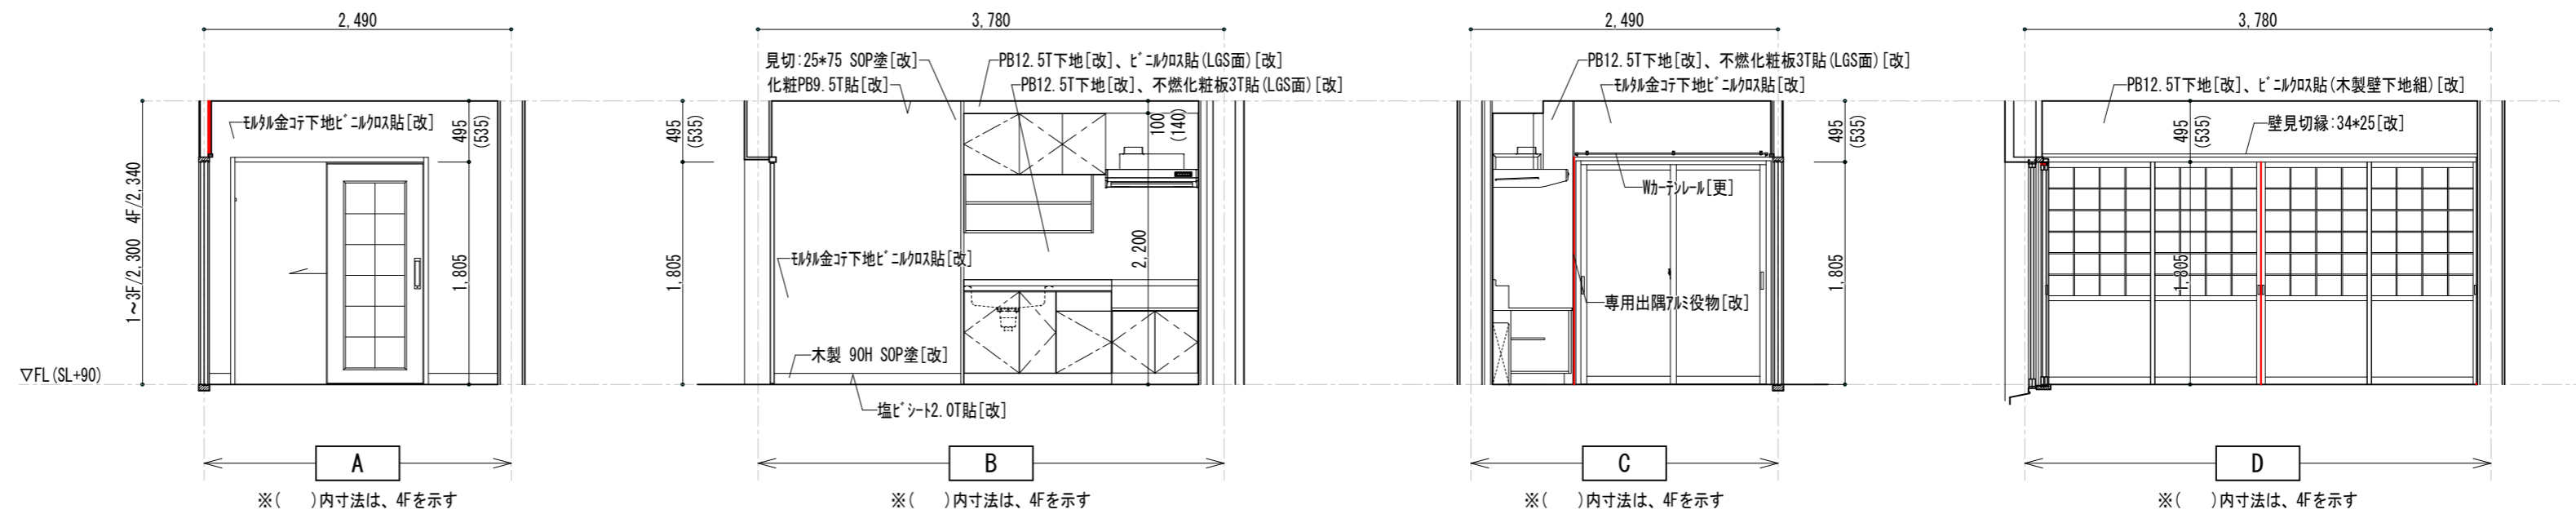 2,490
モルタル金コテ下地ビニルクロス貼[改]
495
(535)
1,805
1~3F/2,300 4F/2,340
▽FL(SL+90)
A
※( )内寸法は、4Fを示す
3,780
見切:25*75 SOP塗[改]
PB12.5T下地[改]、ビニルクロス貼(LGS面)[改]
化粧PB9.5T貼[改]
PB12.5T下地[改]、不燃化粧板3T貼(LGS面)[改]
495
(535)
100
(140)
モルタル金コテ下地ビニルクロス貼[改]
2,200
1,805
木製 90H SOP塗[改]
塩ビシート2.0T貼[改]
B
※( )内寸法は、4Fを示す
2,490
PB12.5T下地[改]、不燃化粧板3T貼(LGS面)[改]
モルタル金コテ下地ビニルクロス貼[改]
495
(535)
Wカーテンレール[更]
専用出隅アルミ役物[改]
1,805
C
※( )内寸法は、4Fを示す
3,780
PB12.5T下地[改]、ビニルクロス貼(木製壁下地組)[改]
495
(535)
壁見切縁:34*25[改]
1,805
D
※( )内寸法は、4Fを示す